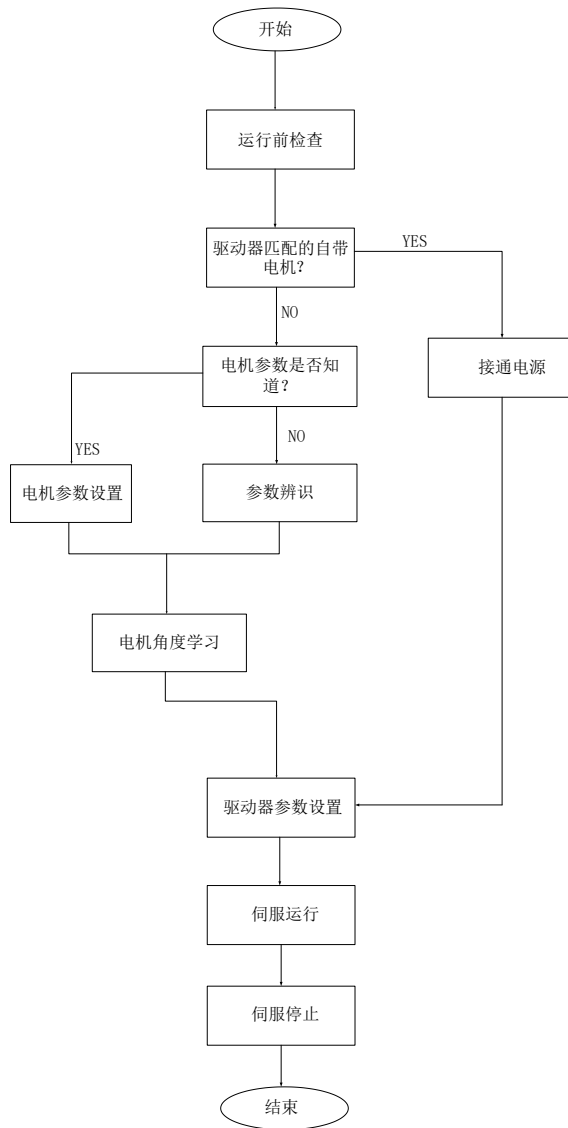 开始
运行前检查
驱动器匹配的自带
电机？
YES
NO
电机参数是否知
道？
接通电源
YES
NO
电机参数设置
参数辨识
电机角度学习
驱动器参数设置
伺服运行
伺服停止
结束